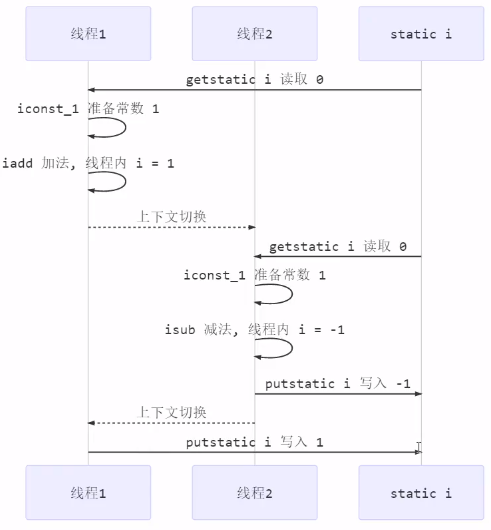 线程1
线程2
static i
getstatic i 读取 0
iconst_1 准备常数 1
iadd 加法, 线程内 i = 1
上下文切换
getstatic i 读取 0
iconst_1 准备常数 1
isub 减法, 线程内 i = -1
putstatic i 写入 -1
上下文切换
putstatic i 写入 1
线程1
线程2
static i